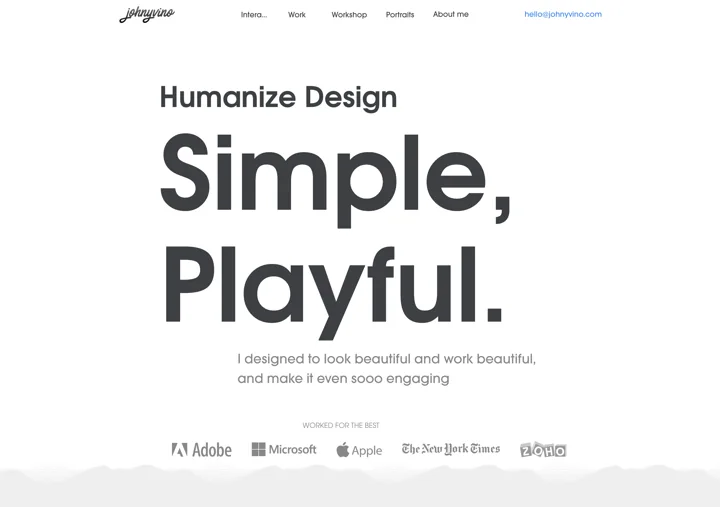 johnyvino
Intera...
Work
Workshop
Portraits
About me
hello@johnyvino.com
Humanize Design
Simple,
Playful.
I designed to look beautiful and work beautiful,
and make it even sooo engaging
WORKED FOR THE BEST
Adobe
Microsoft
Apple
The New York Times
ZOHO